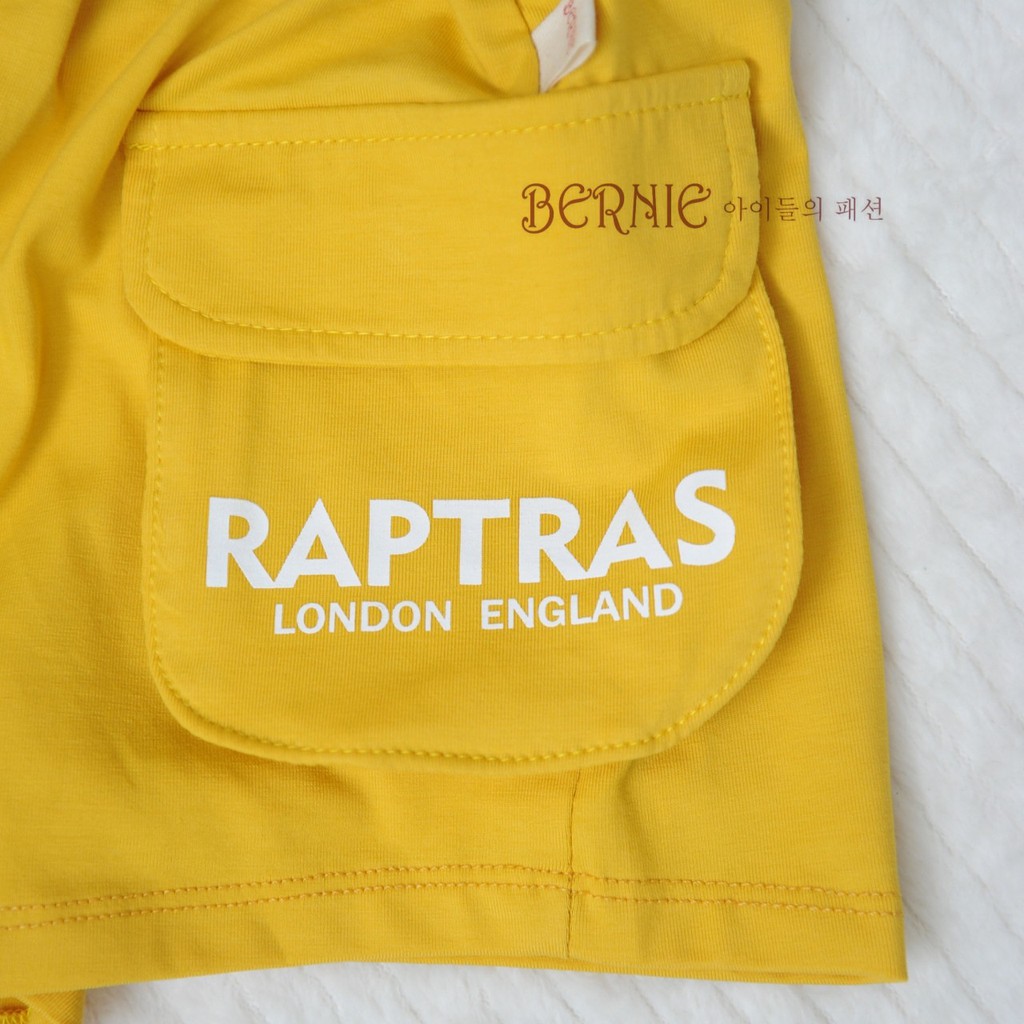 BERNIE 아이들의 패션
RAPTRAS
LONDON ENGLAND